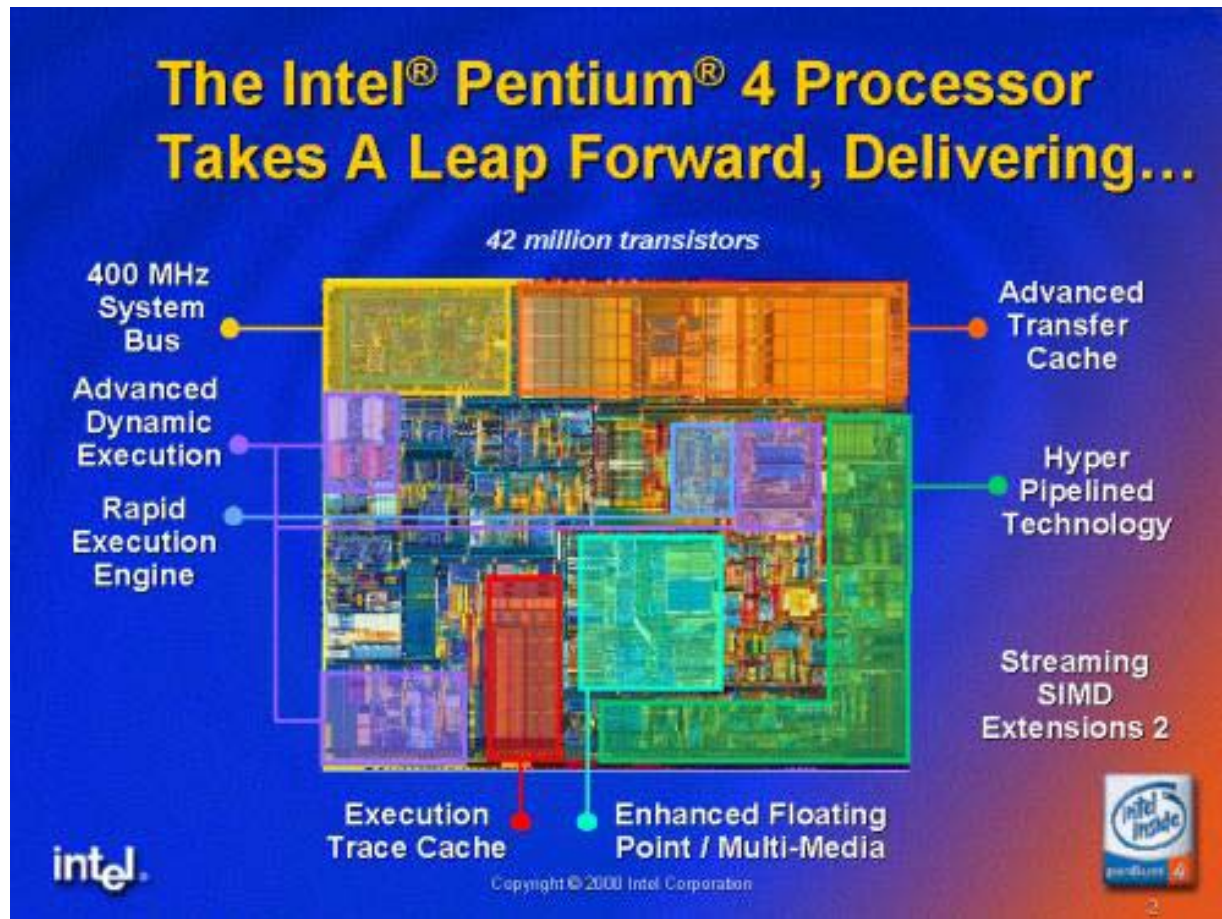 The Intel® Pentium® 4 Processor
Takes A Leap Forward, Delivering...
42 million transistors
400 MHz
System
Bus
Advanced
Dynamic
Execution
Rapid
Execution
Engine
Advanced
Transfer
Cache
Hyper
Pipelined
Technology
Streaming
SIMD
Extensions 2
Execution
Trace Cache
Enhanced Floating
Point / Multi-Media
intel.
Copyright © 2000 Intel Corporation
intel
inside
pentium 4
2